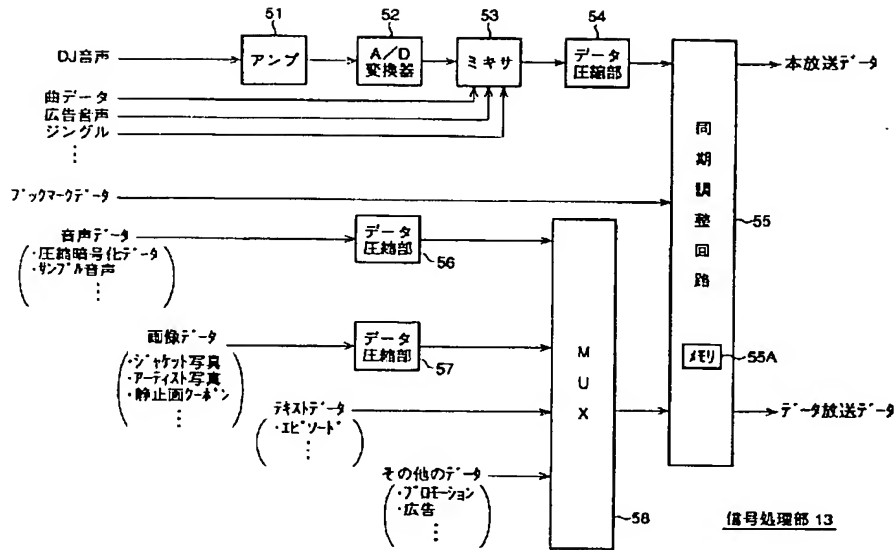 51
52
53
54
DJ音声
アンプ
A/D
変換器
ミキサ
データ
圧縮部
本放送データ
曲データ
広告音声
ジングル
⋮
同期調整回路
55
ブックマークデータ
音声データ
・圧縮暗号化データ
・サンプル音声
⋮
データ
圧縮部
56
画像データ
・ジャケット写真
・アーティスト写真
・静止画クーポン
⋮
データ
圧縮部
57
MUX
メモリ
55A
テキストデータ
・エピソード
⋮
データ放送データ
その他のデータ
・プロモーション
・広告
⋮
58
信号処理部 13